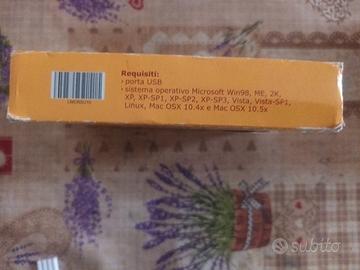 Requisiti:
· porta USB
· sistema operativo Microsoft Win98, ME, 2K,
XP, XP-SP1, XP-SP2, XP-SP3, Vista, Vista-SP1,
Linux, Mac OSX 10.4x e Mac OSX 10.5x
subito